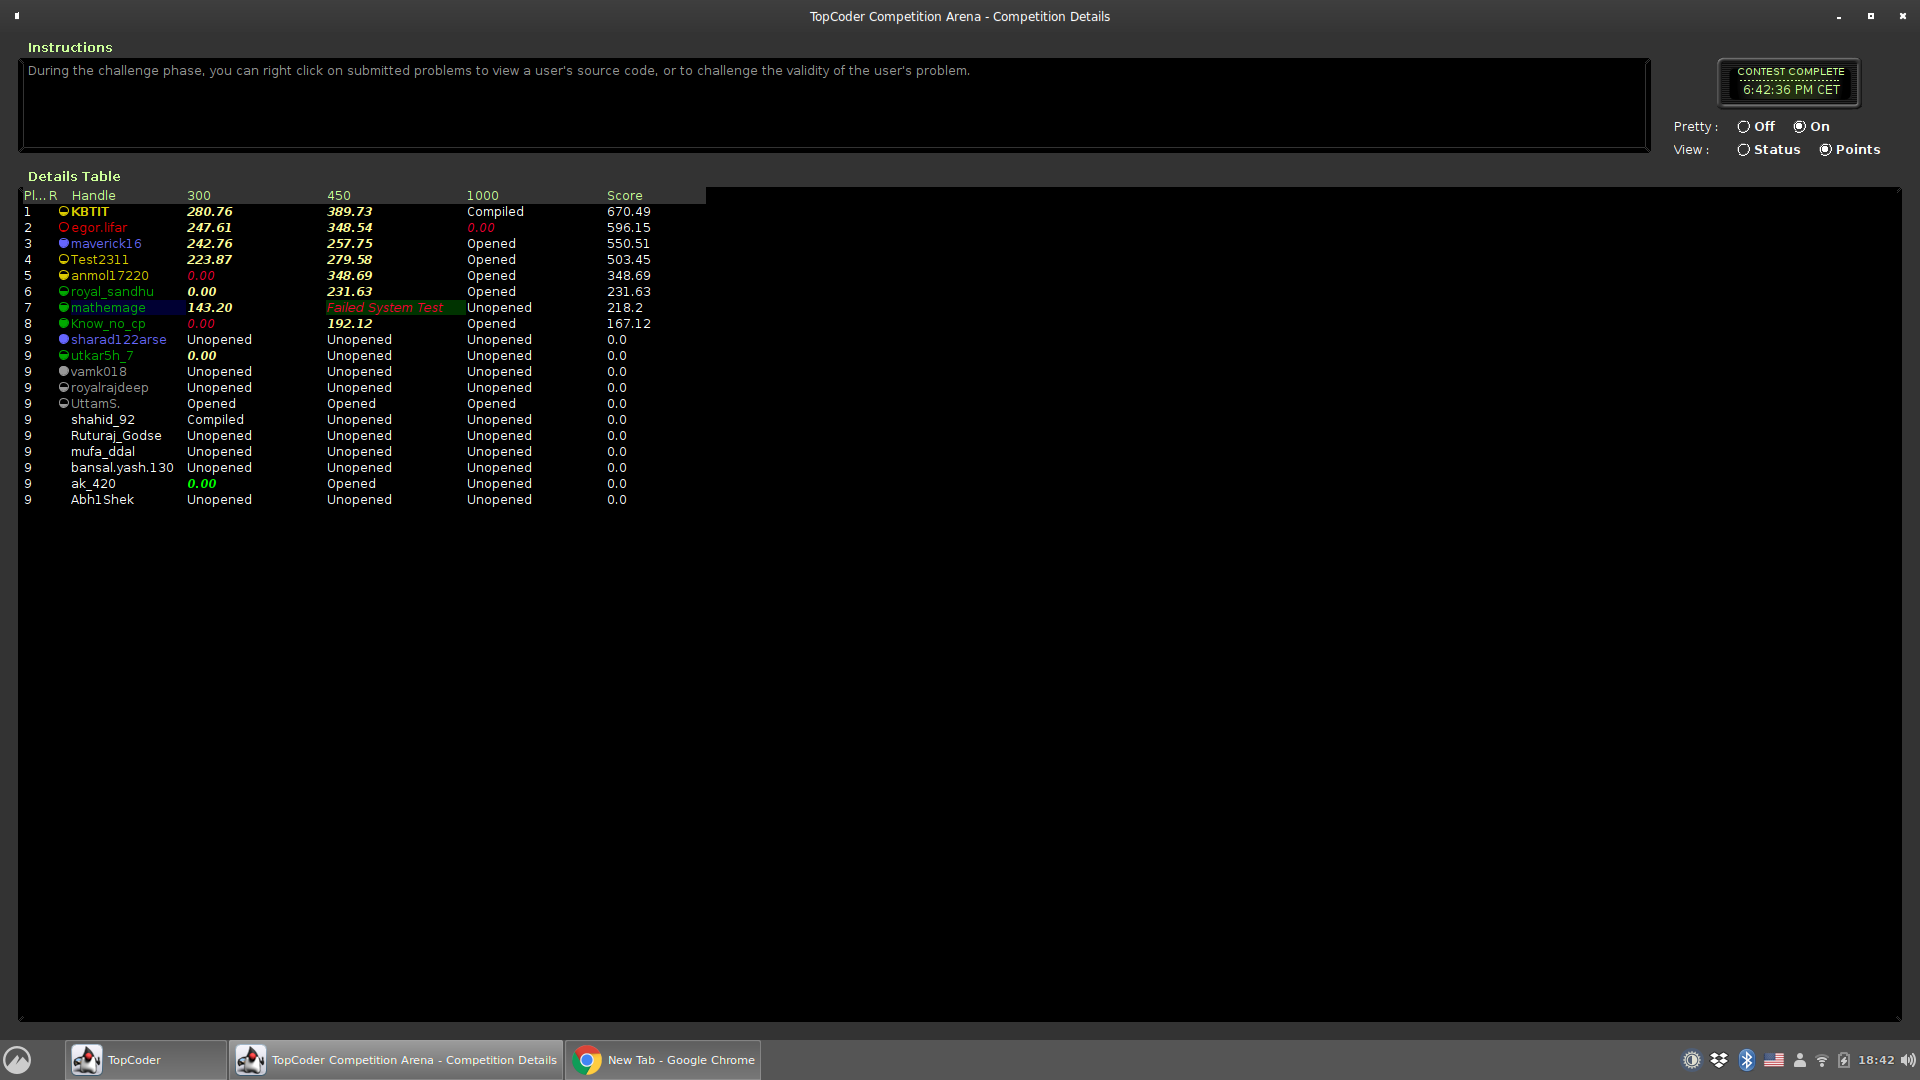 TopCoder Competition Arena - Competition Details
Instructions
During the challenge phase, you can right click on submitted problems to view a user's source code, or to challenge the validity of the user's problem.
CONTEST COMPLETE
6:42:36 PM CET
Pretty : Off On
View : Status Points
Details Table
Pl... R Handle 300 450 1000 Score
1 KBTIT 280.76 389.73 Compiled 670.49
2 egor.lifar 247.61 348.54 0.00 596.15
3 maverick16 242.76 257.75 Opened 550.51
4 Test2311 223.87 279.58 Opened 503.45
5 anmol17220 0.00 348.69 Opened 348.69
6 royal_sandhu 0.00 231.63 Opened 231.63
7 mathemage 143.20 Failed System Test Unopened 218.2
8 Know_no_cp 0.00 192.12 Opened 167.12
9 sharad122arse Unopened Unopened Unopened 0.0
9 utkar5h_7 0.00 Unopened Unopened 0.0
9 vamk018 Unopened Unopened Unopened 0.0
9 royalrajdeep Unopened Unopened Unopened 0.0
9 UttamS. Opened Opened Opened 0.0
9 shahid_92 Compiled Unopened Unopened 0.0
9 Ruturaj_Godse Unopened Unopened Unopened 0.0
9 mufa_ddal Unopened Unopened Unopened 0.0
9 bansal.yash.130 Unopened Unopened Unopened 0.0
9 ak_420 0.00 Opened Unopened 0.0
9 Abh1Shek Unopened Unopened Unopened 0.0
TopCoder TopCoder Competition Arena - Competition Details New Tab - Google Chrome 18:42